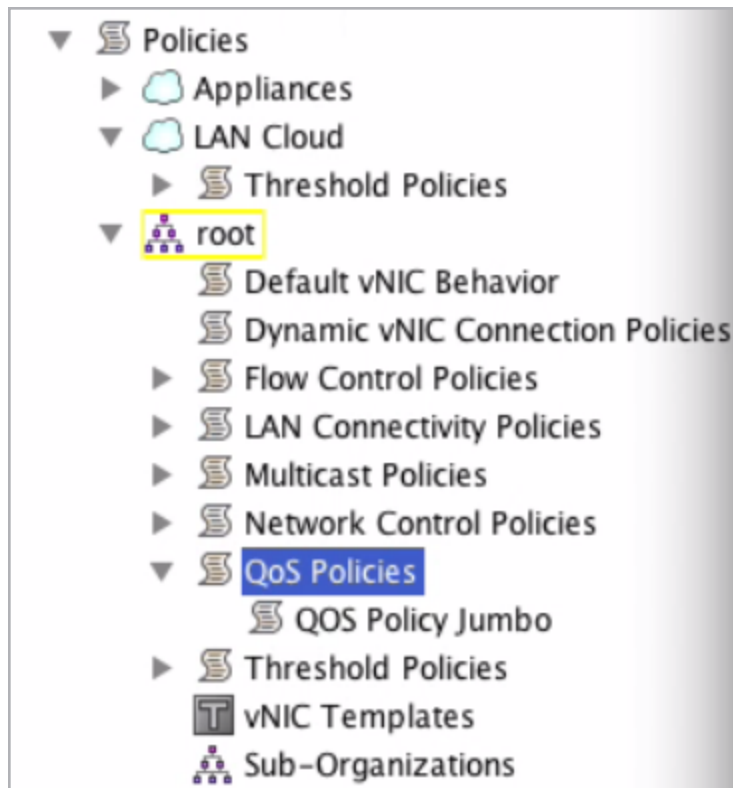 Policies
Appliances
LAN Cloud
Threshold Policies
root
Default vNIC Behavior
Dynamic vNIC Connection Policies
Flow Control Policies
LAN Connectivity Policies
Multicast Policies
Network Control Policies
QoS Policies
QOS Policy Jumbo
Threshold Policies
T vNIC Templates
Sub-Organizations